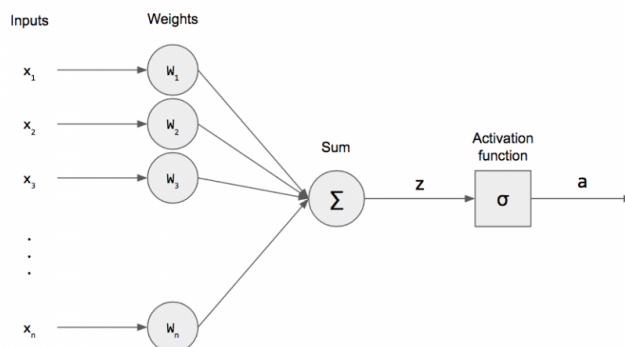 Inputs
Weights
x₁
W₁
x₂
W₂
x₃
W₃
Sum
Σ
z
Activation
function
σ
a
.
.
.
xₙ
Wₙ